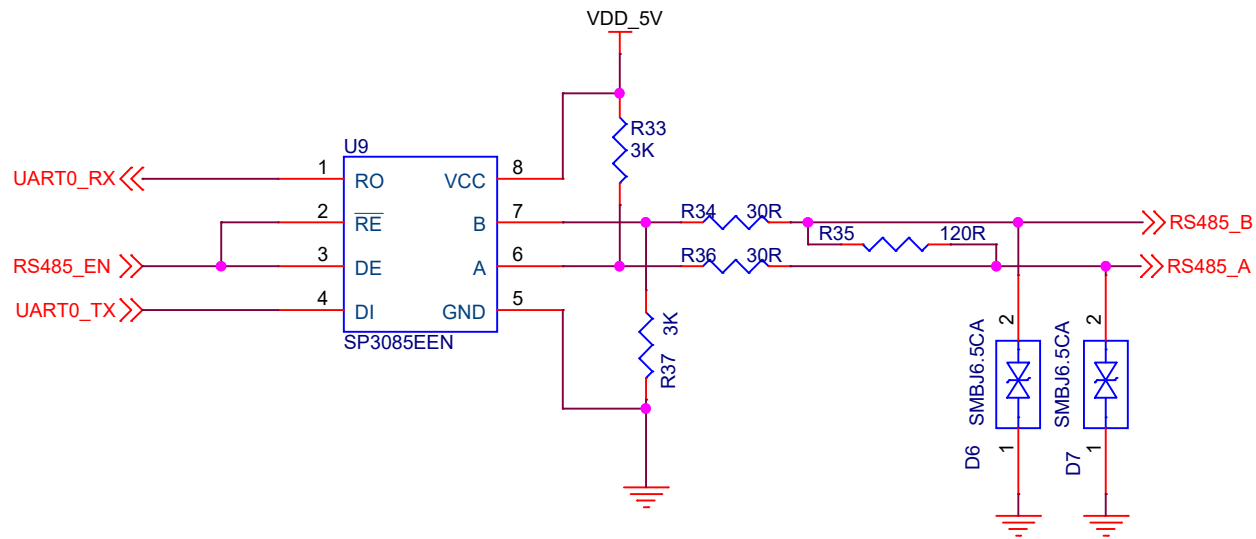 VDD_5V
R33
3K
U9
UART0_RX
1
RO
VCC
8
2
RE
B
7
R34
30R
RS485_B
R35
120R
RS485_EN
3
DE
A
6
R36
30R
RS485_A
UART0_TX
4
DI
GND
5
SP3085EEN
3K
R37
2
SMBJ6.5CA
1
D6
2
SMBJ6.5CA
1
D7